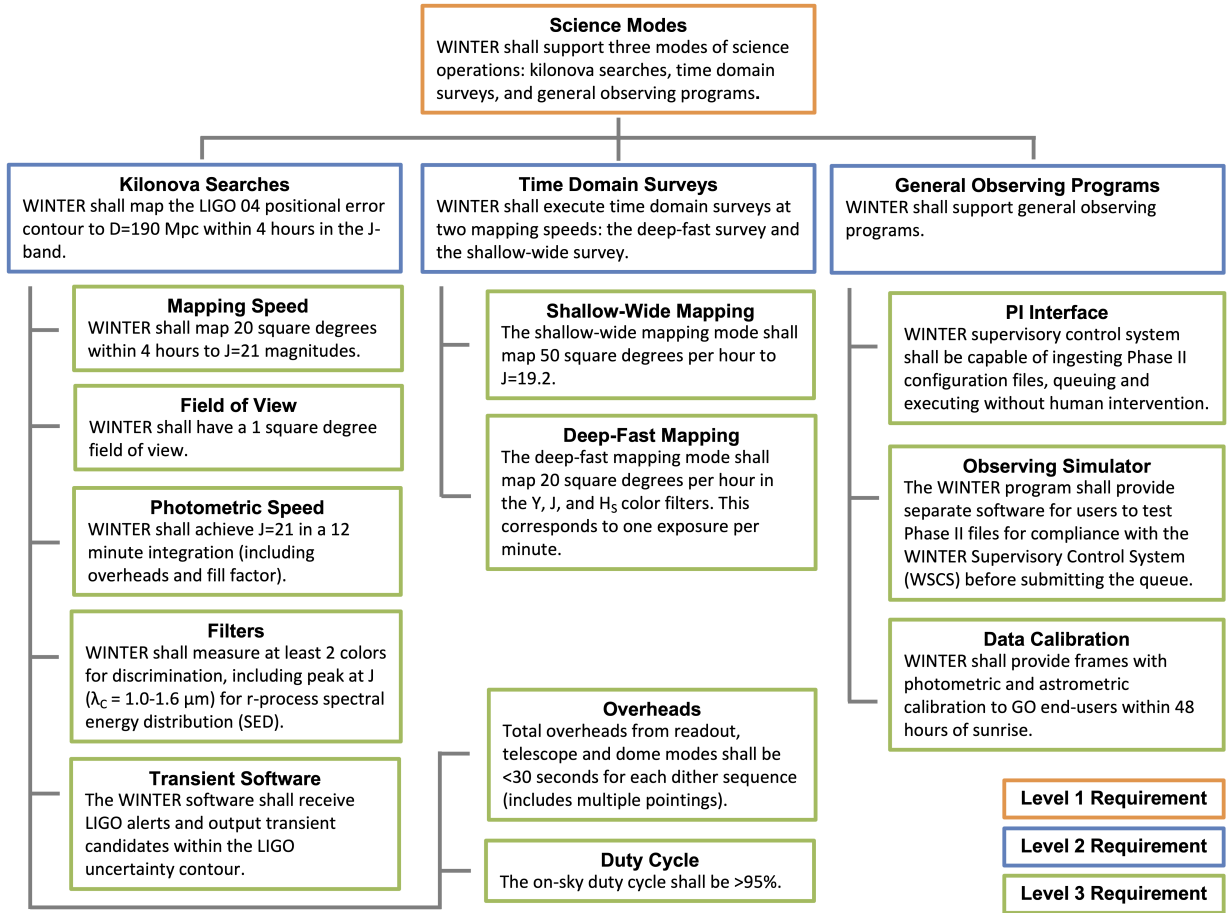 Science Modes
WINTER shall support three modes of science
operations: kilonova searches, time domain
surveys, and general observing programs.
Kilonova Searches
WINTER shall map the LIGO 04 positional error
contour to D=190 Mpc within 4 hours in the J-
band.
Mapping Speed
WINTER shall map 20 square degrees
within 4 hours to J=21 magnitudes.
Field of View
WINTER shall have a 1 square degree
field of view.
Photometric Speed
WINTER shall achieve J=21 in a 12
minute integration (including
overheads and fill factor).
Filters
WINTER shall measure at least 2 colors
for discrimination, including peak at J
(λC = 1.0-1.6 μm) for r-process spectral
energy distribution (SED).
Transient Software
The WINTER software shall receive
LIGO alerts and output transient
candidates within the LIGO
uncertainty contour.
Time Domain Surveys
WINTER shall execute time domain surveys at
two mapping speeds: the deep-fast survey and
the shallow-wide survey.
Shallow-Wide Mapping
The shallow-wide mapping mode shall
map 50 square degrees per hour to
J=19.2.
Deep-Fast Mapping
The deep-fast mapping mode shall
map 20 square degrees per hour in
the Y, J, and HS color filters. This
corresponds to one exposure per
minute.
Overheads
Total overheads from readout,
telescope and dome modes shall be
<30 seconds for each dither sequence
(includes multiple pointings).
Duty Cycle
The on-sky duty cycle shall be >95%.
General Observing Programs
WINTER shall support general observing
programs.
PI Interface
WINTER supervisory control system
shall be capable of ingesting Phase II
configuration files, queuing and
executing without human intervention.
Observing Simulator
The WINTER program shall provide
separate software for users to test
Phase II files for compliance with the
WINTER Supervisory Control System
(WSCS) before submitting the queue.
Data Calibration
WINTER shall provide frames with
photometric and astrometric
calibration to GO end-users within 48
hours of sunrise.
Level 1 Requirement
Level 2 Requirement
Level 3 Requirement